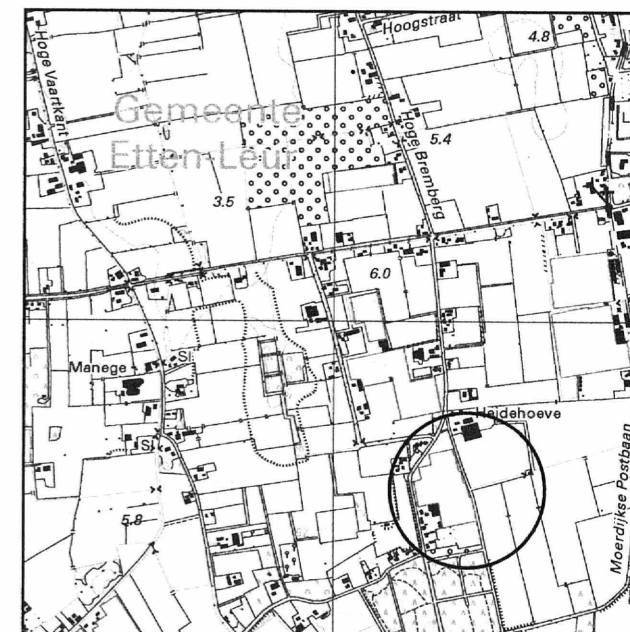 Hoogstraat
4.8
Hoge Vaartkant
Gemeente
Etten-Leur
Hoge Bremberg
5.4
3.5
6.0
Sl
Manege
Heidehoeve
Sl
5.8
Moerdijkse Postbaan